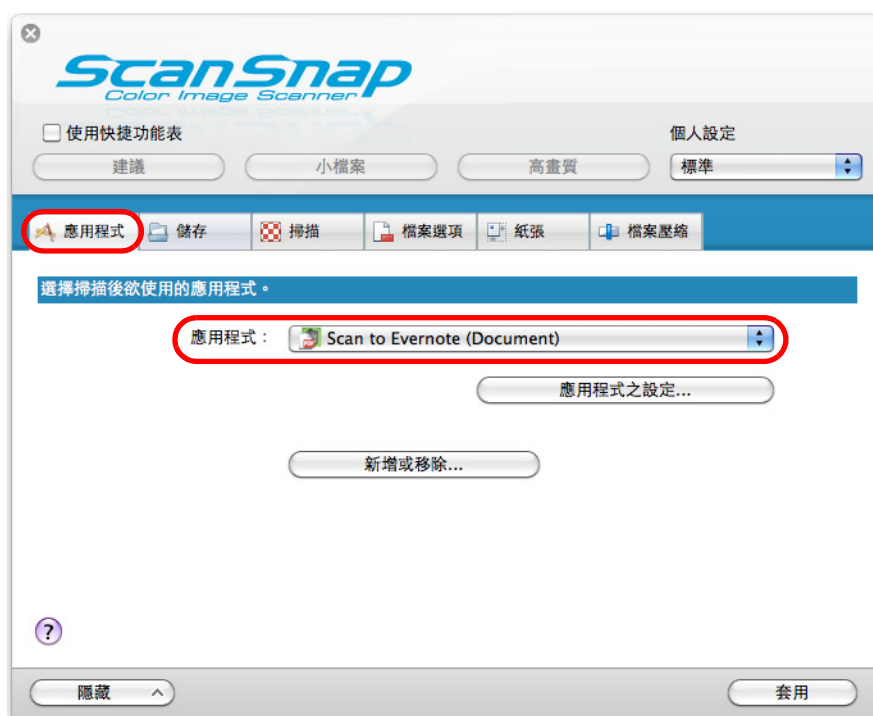 ScanSnap
Color Image Scanner
使用快捷功能表
個人設定
建議
小檔案
高畫質
標準
應用程式
儲存
掃描
檔案選項
紙張
檔案壓縮
選擇掃描後欲使用的應用程式。
應用程式：
Scan to Evernote (Document)
應用程式之設定...
新增或移除...
?
隱藏
套用